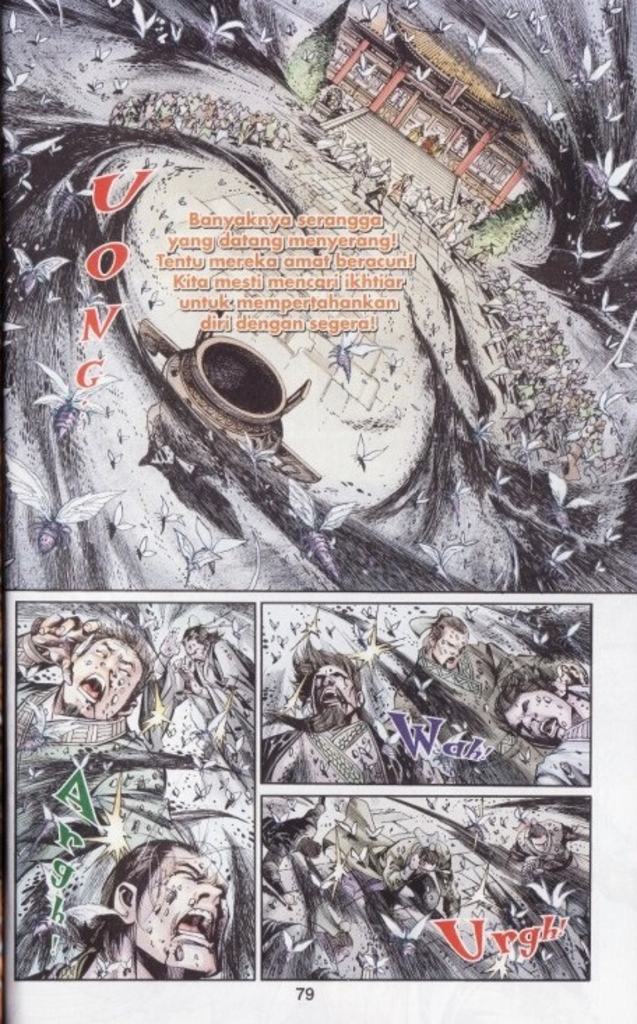 UONG
Banyaknya serangga
yang datang menyerang!
Tentu mereka amat beracun!
Kita mesti mencari ikhtiar
untuk mempertahankan
diri dengan segera!
Argh!
Wah!
Urgh!
79